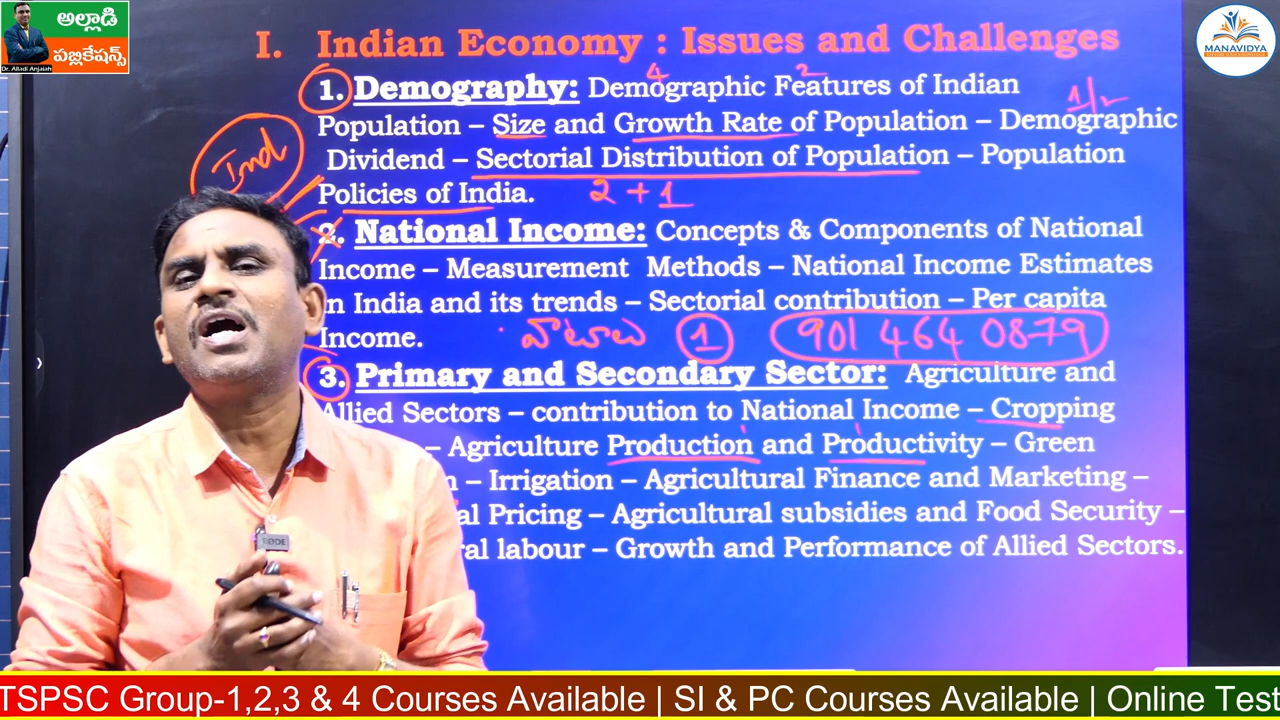 అల్లాడి
పబ్లికేషన్స్
Dr. Alladi Anjaiah
MANAVIDYA
I. Indian Economy : Issues and Challenges
4 2
1. Demography: Demographic Features of Indian
1/2
Population – Size and Growth Rate of Population – Demographic
Ind
Dividend – Sectorial Distribution of Population – Population
Policies of India. 2 + 1
2. National Income: Concepts & Components of National
Income – Measurement Methods – National Income Estimates
in India and its trends – Sectorial contribution – Per capita
Income. వాటాలు 1 901 464 0879
3. Primary and Secondary Sector: Agriculture and
Allied Sectors – contribution to National Income – Cropping
– Agriculture Production and Productivity – Green
– Irrigation – Agricultural Finance and Marketing –
Pricing – Agricultural subsidies and Food Security –
labour – Growth and Performance of Allied Sectors.
RØDE
TSPSC Group-1,2,3 & 4 Courses Available | SI & PC Courses Available | Online Test